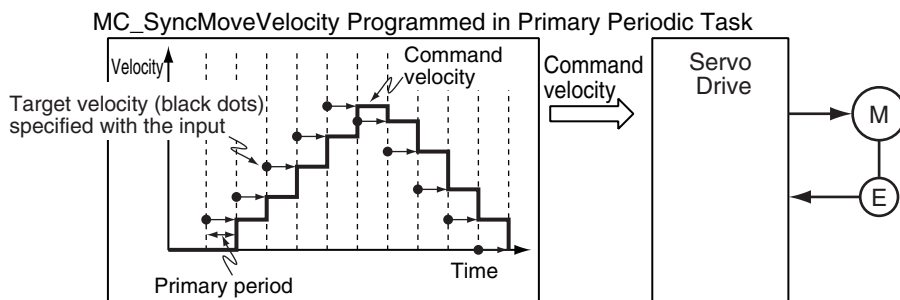 MC_SyncMoveVelocity Programmed in Primary Periodic Task
Velocity
Command
velocity
Target velocity (black dots)
specified with the input
Primary period
Time
Command
velocity
Servo
Drive
M
E